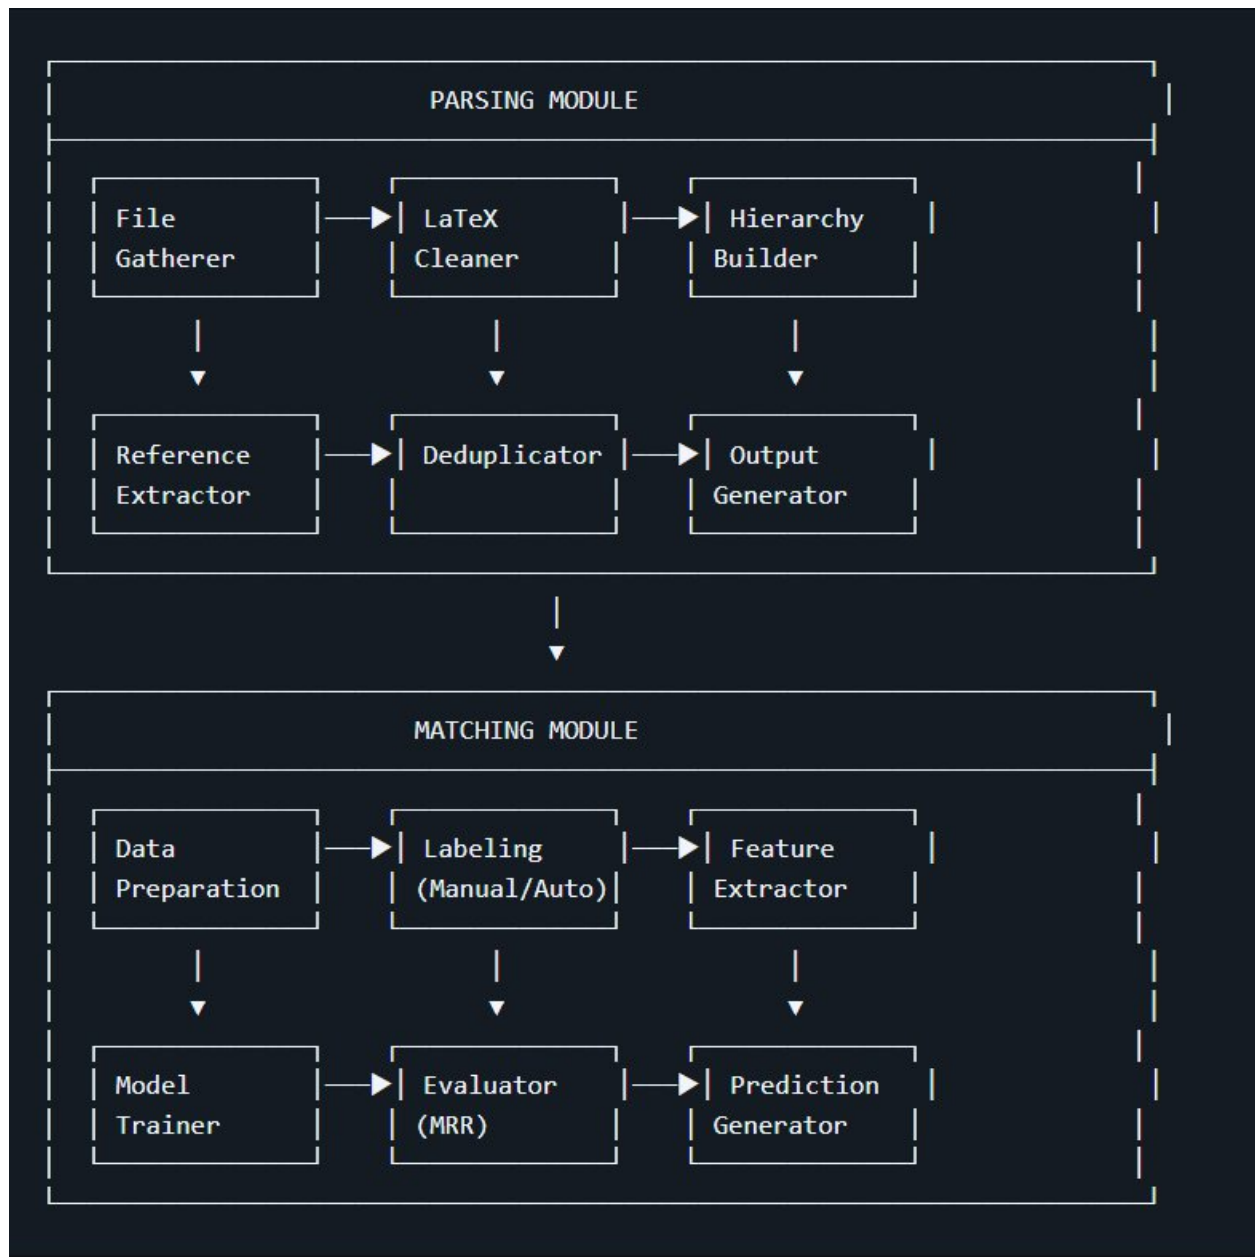 PARSING MODULE
File LaTeX Hierarchy
Gatherer Cleaner Builder
Reference Deduplicator Output
Extractor Generator
MATCHING MODULE
Data Labeling Feature
Preparation (Manual/Auto) Extractor
Model Evaluator Prediction
Trainer (MRR) Generator